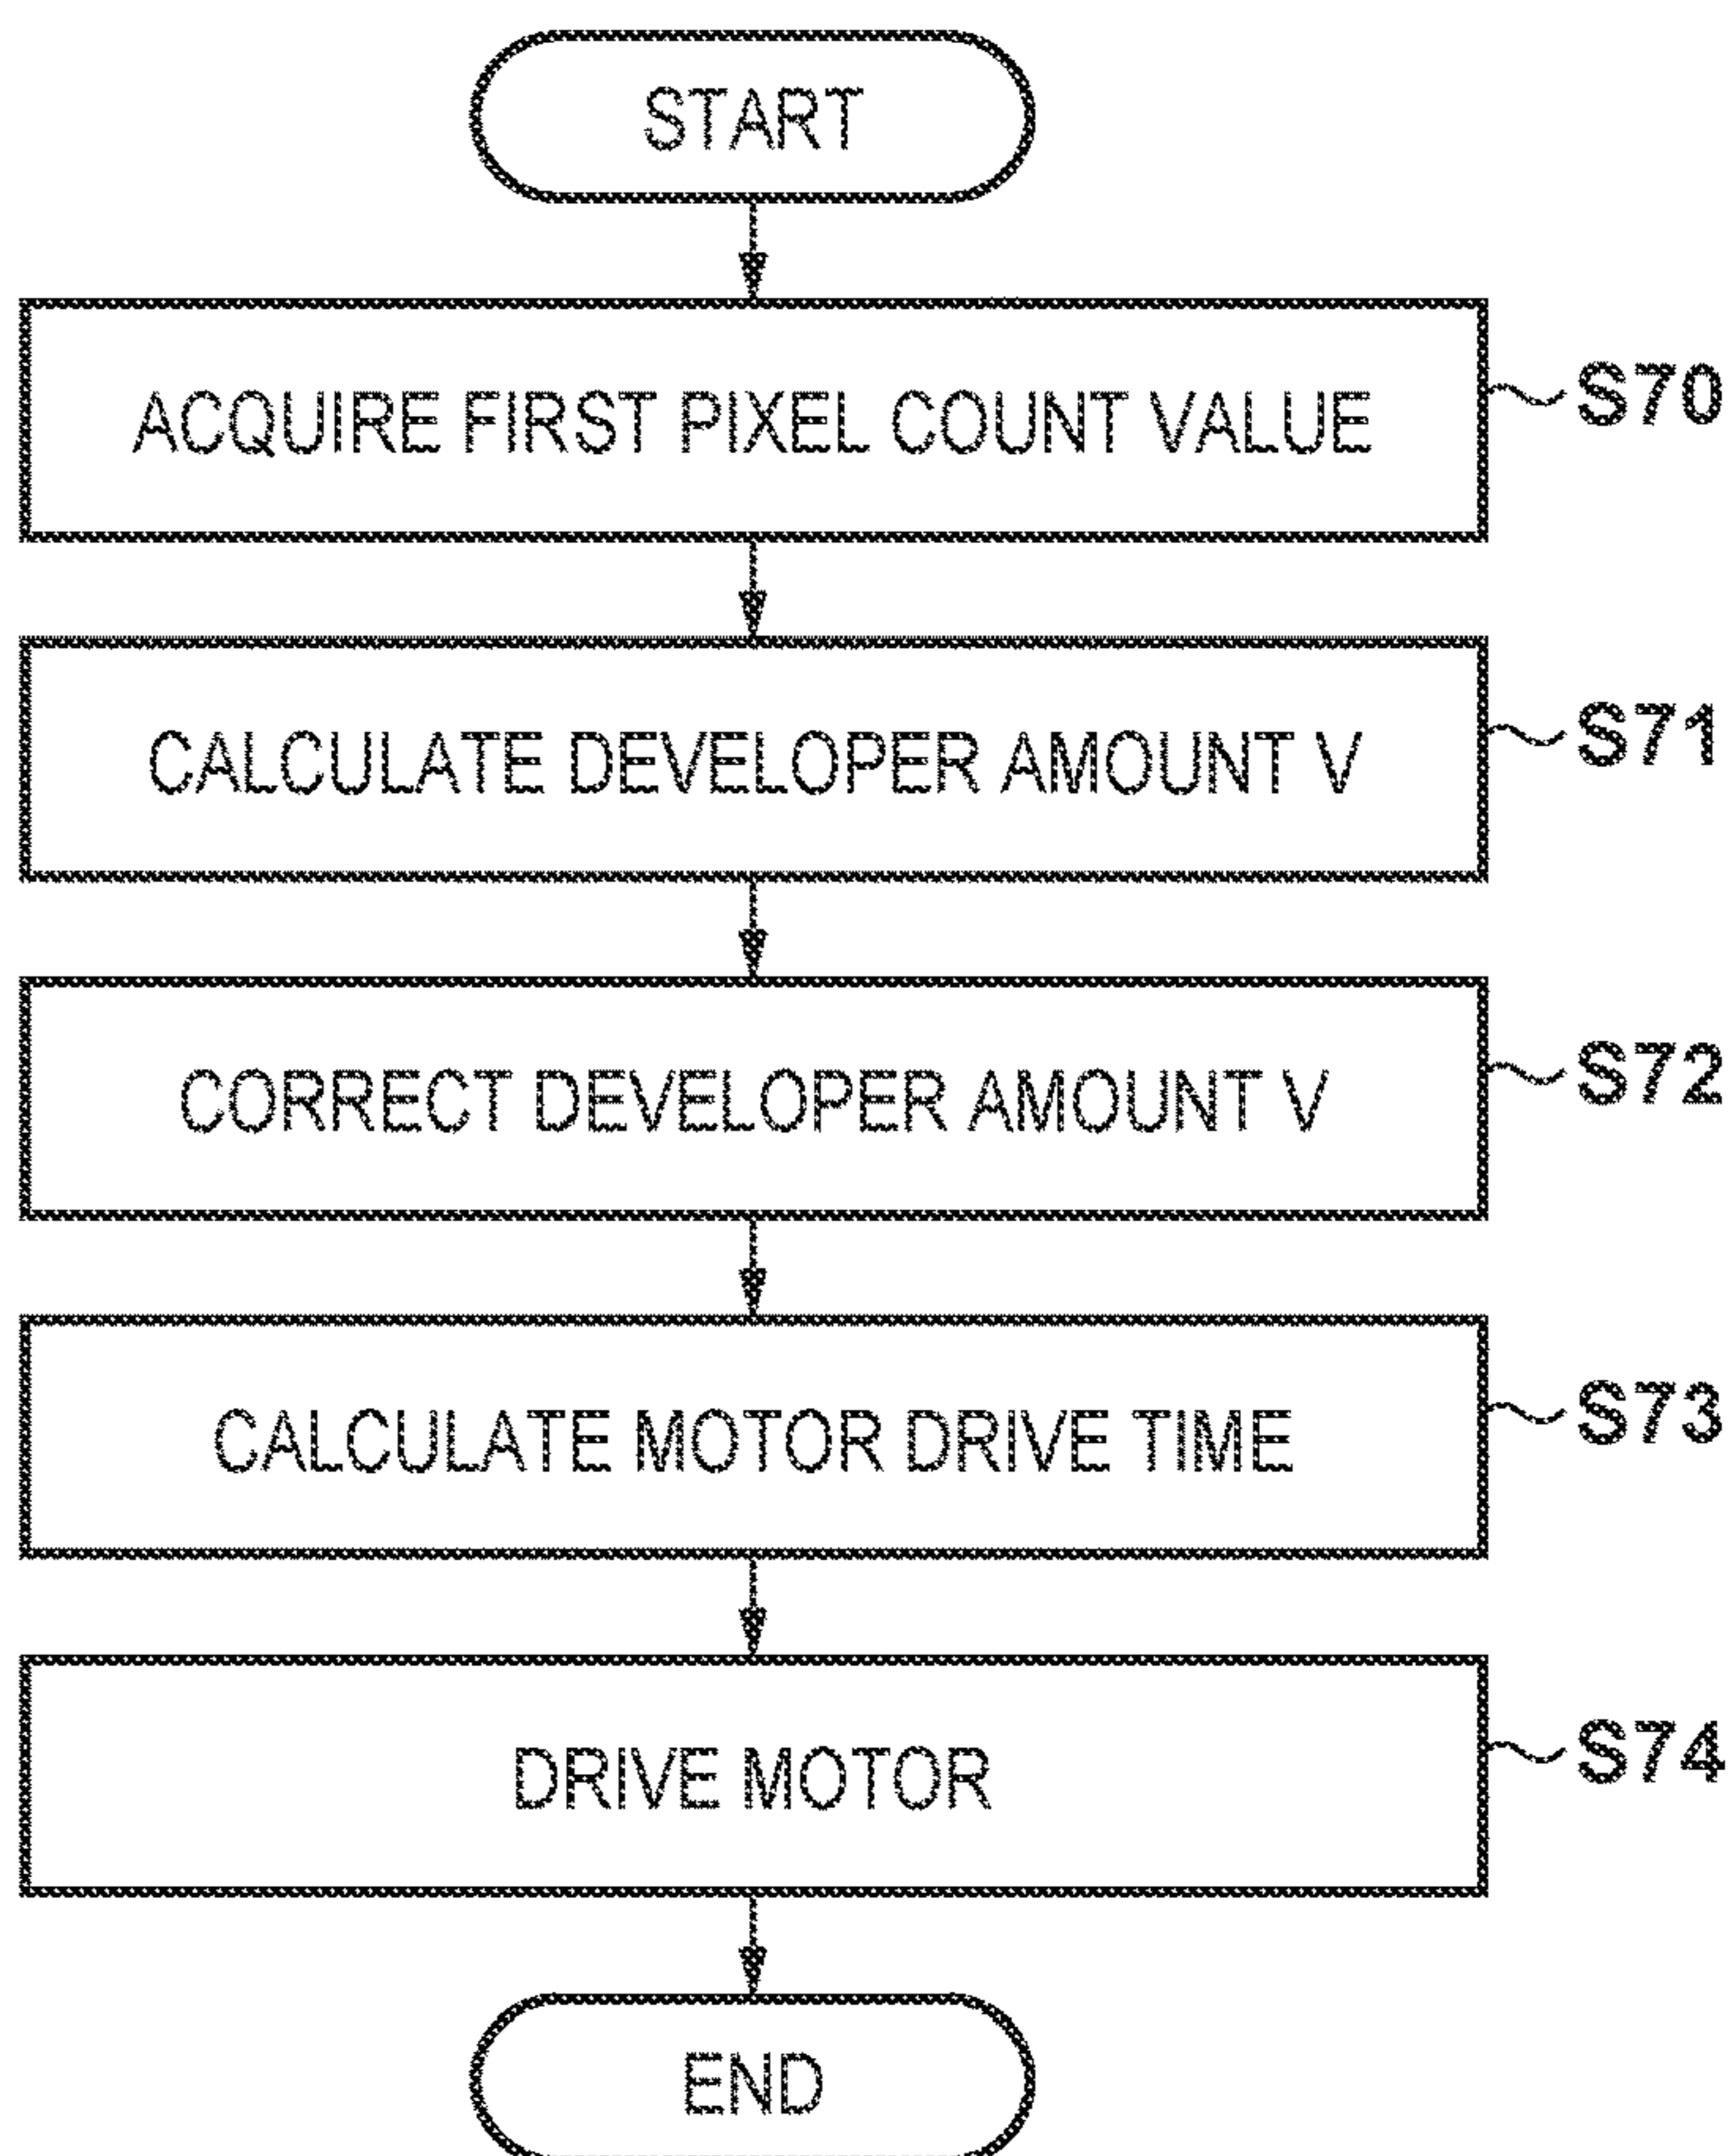 START
ACQUIRE FIRST PIXEL COUNT VALUE
S70
CALCULATE DEVELOPER AMOUNT V
S71
CORRECT DEVELOPER AMOUNT V
S72
CALCULATE MOTOR DRIVE TIME
S73
DRIVE MOTOR
S74
END